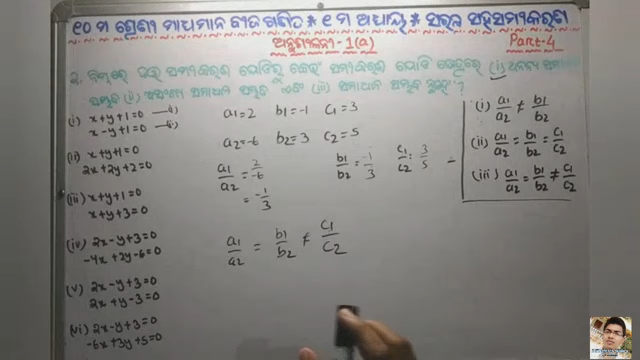 ୧୦ ମ ଶ୍ରେଣୀ ମାଧ୍ୟମାନ ବୀଜ ଗଣିତ * ୧ ମ ଅଧ୍ୟାୟ * ସରଳ ସହସମୀକରଣ
ଅନୁଶୀଳନୀ - 1(a)
Part-4
(i) x+y+1=0 —(i)
x-y+1=0 —(ii)
(ii) x+y+1=0
2x+2y+2=0
(iii) x+y+1=0
x+y+3=0
(iv) 2x-y+3=0
-4x+2y-6=0
(v) 2x-y+3=0
2x+y-3=0
(vi) 2x-y+3=0
-6x+3y+5=0
a1=2 b1=-1 c1=3
a2=-6 b2=3 c2=5
a1/a2 = 2/-6 b1/b2 = -1/3 c1/c2 = 3/5
= -1/3
a1/a2 = b1/b2 ≠ c1/c2
(i) a1/a2 ≠ b1/b2
(ii) a1/a2 = b1/b2 = c1/c2
(iii) a1/a2 = b1/b2 ≠ c1/c2